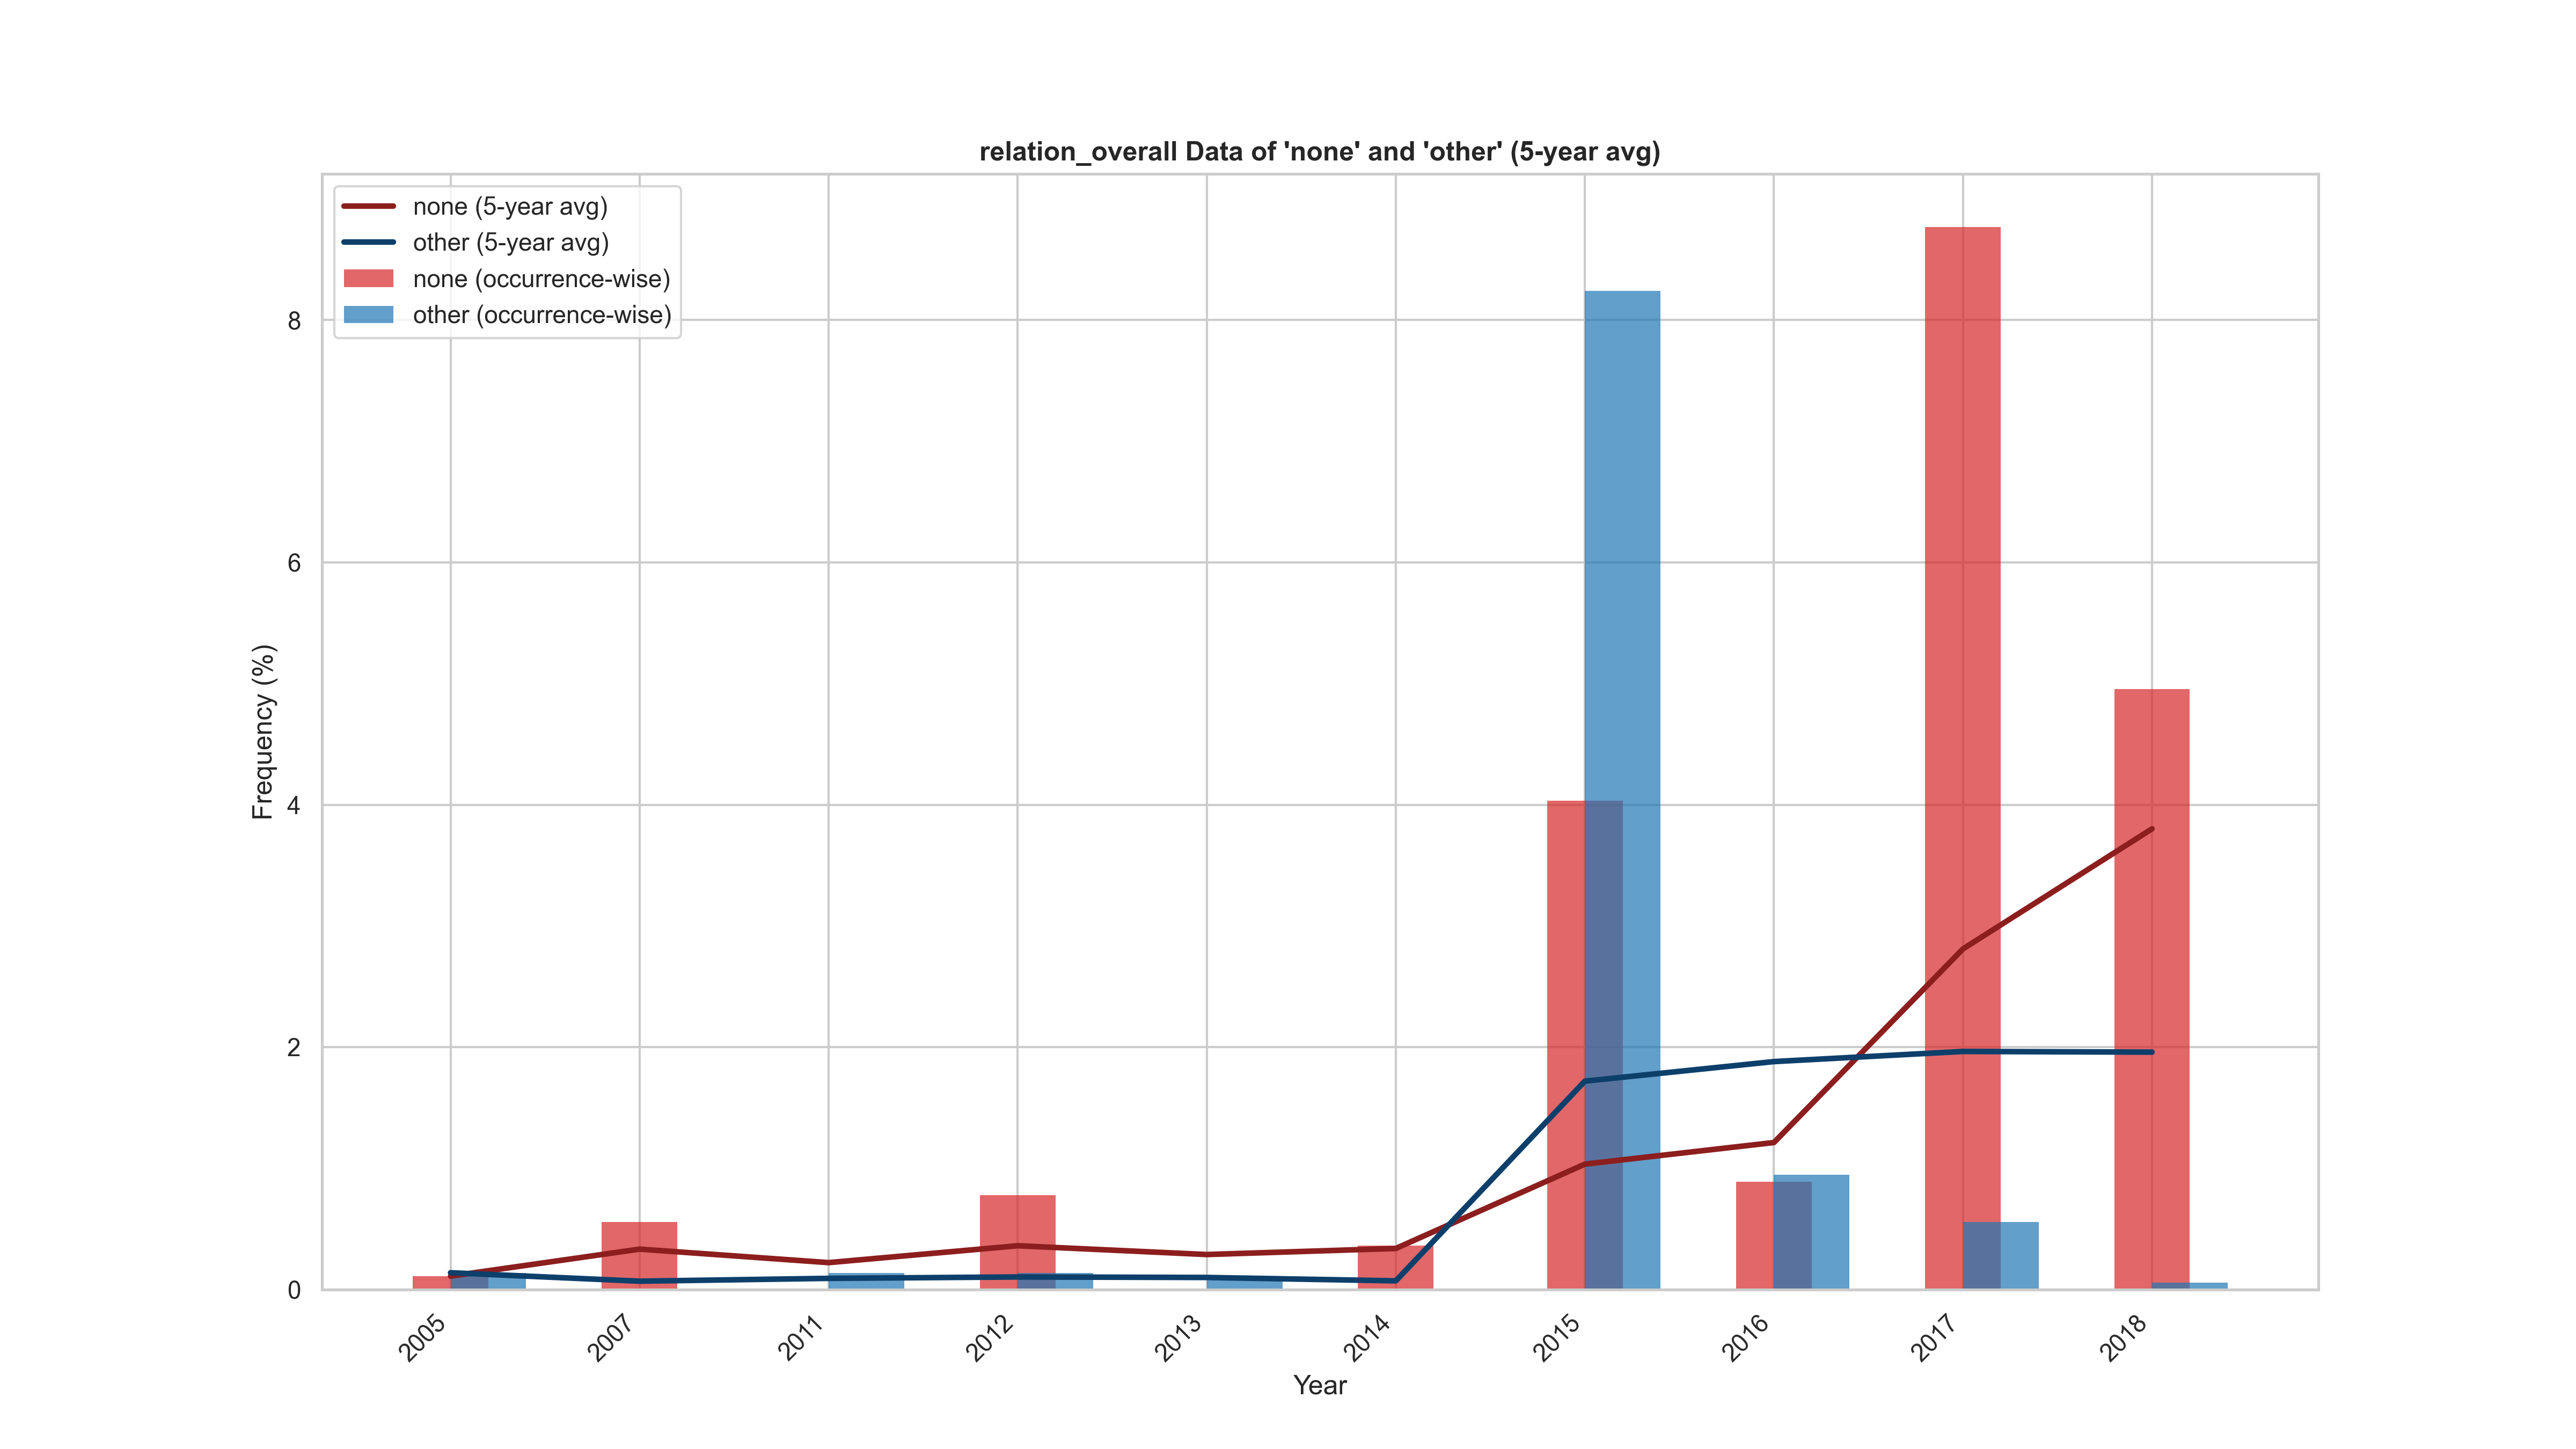 relation_overall Data of 'none' and 'other' (5-year avg)
none (5-year avg)
other (5-year avg)
none (occurrence-wise)
other (occurrence-wise)
Frequency (%)
8
6
4
2
0
2005 2007 2011 2012 2013 2014 2015 2016 2017 2018
Year